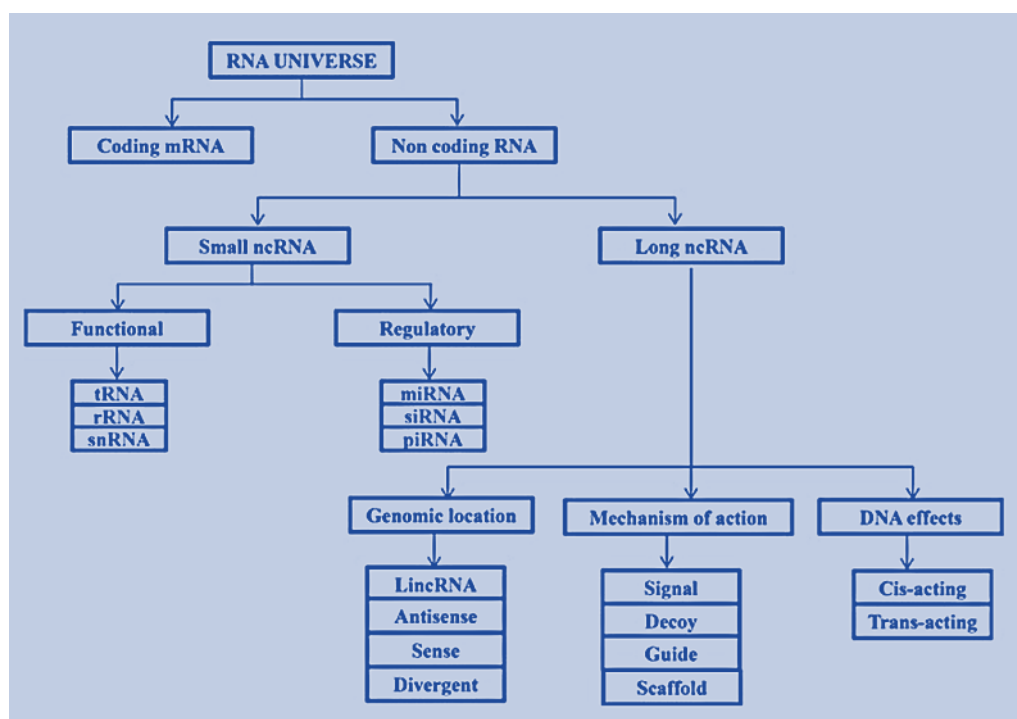 RNA UNIVERSE
Coding mRNA
Non coding RNA
Small ncRNA
Long ncRNA
Functional
Regulatory
tRNA
rRNA
snRNA
miRNA
siRNA
piRNA
Genomic location
Mechanism of action
DNA effects
LincRNA
Antisense
Sense
Divergent
Signal
Decoy
Guide
Scaffold
Cis-acting
Trans-acting